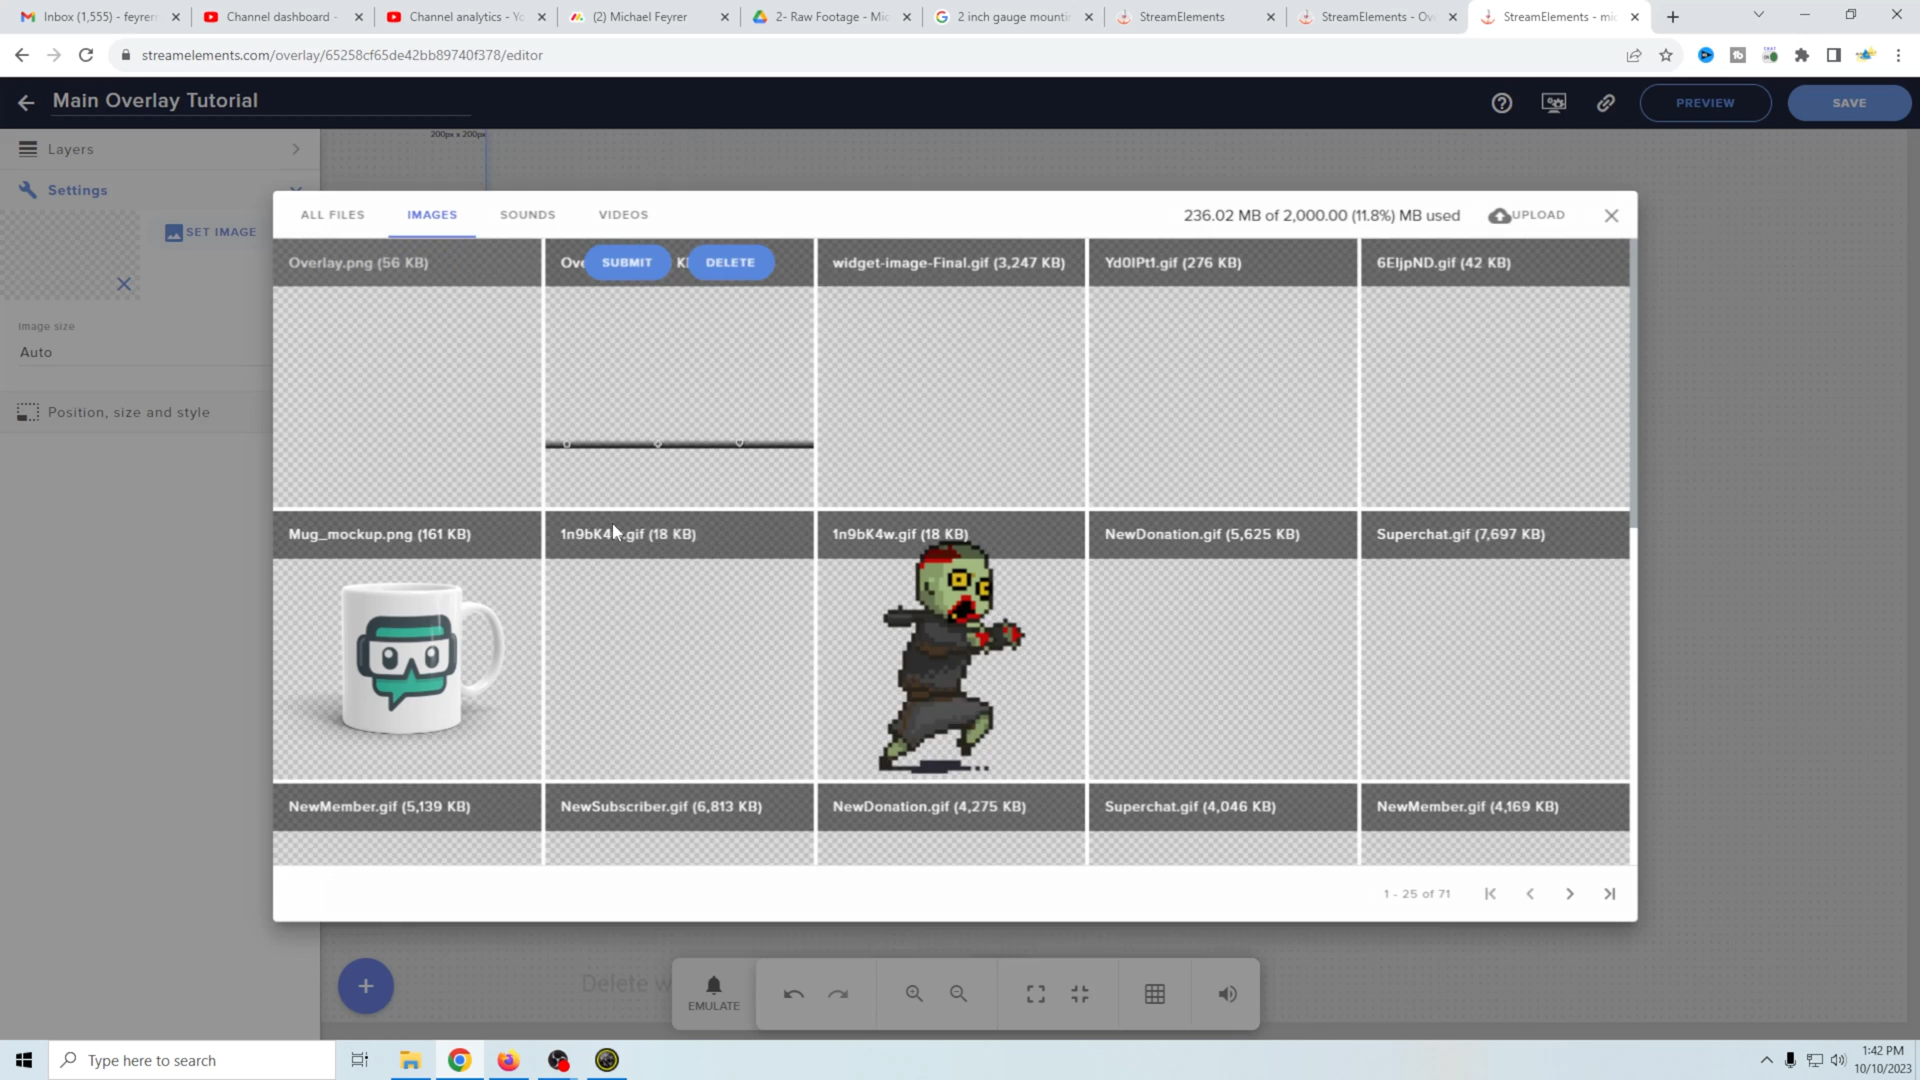 Inbox (1,555) - feyrer
Channel dashboard -
Channel analytics - Yo
(2) Michael Feyrer
2- Raw Footage - Mic
2 inch gauge mountin
StreamElements
StreamElements - Ov
StreamElements - mic
streamelements.com/overlay/65258cf65de42bb89740f378/editor
Main Overlay Tutorial
PREVIEW
SAVE
200px x 200px
Layers
Settings
SET IMAGE
Image size
Auto
Position, size and style
ALL FILES
IMAGES
SOUNDS
VIDEOS
236.02 MB of 2,000.00 (11.8%) MB used
UPLOAD
Overlay.png (56 KB)
Ove
SUBMIT
DELETE
widget-image-Final.gif (3,247 KB)
Yd0lPt1.gif (276 KB)
6EljpND.gif (42 KB)
Mug_mockup.png (161 KB)
1n9bK4w.gif (18 KB)
1n9bK4w.gif (18 KB)
NewDonation.gif (5,625 KB)
Superchat.gif (7,697 KB)
NewMember.gif (5,139 KB)
NewSubscriber.gif (6,813 KB)
NewDonation.gif (4,275 KB)
Superchat.gif (4,046 KB)
NewMember.gif (4,169 KB)
1 - 25 of 71
Delete w
EMULATE
Type here to search
1:42 PM
10/10/2023